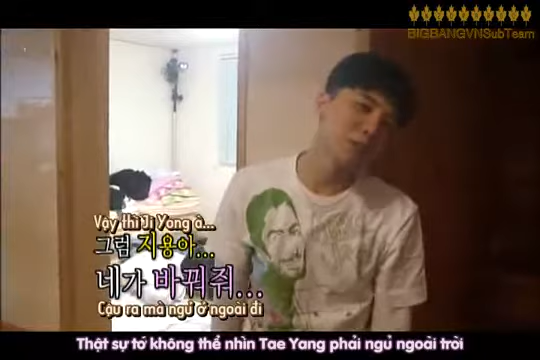 BIGBANGVNSubTeam
Vậy thì Ji Yong à...
그럼 지용아...
네가 바꿔줘...
Cậu ra mà ngủ ở ngoài đi
Thật sự tớ không thể nhìn Tae Yang phải ngủ ngoài trời